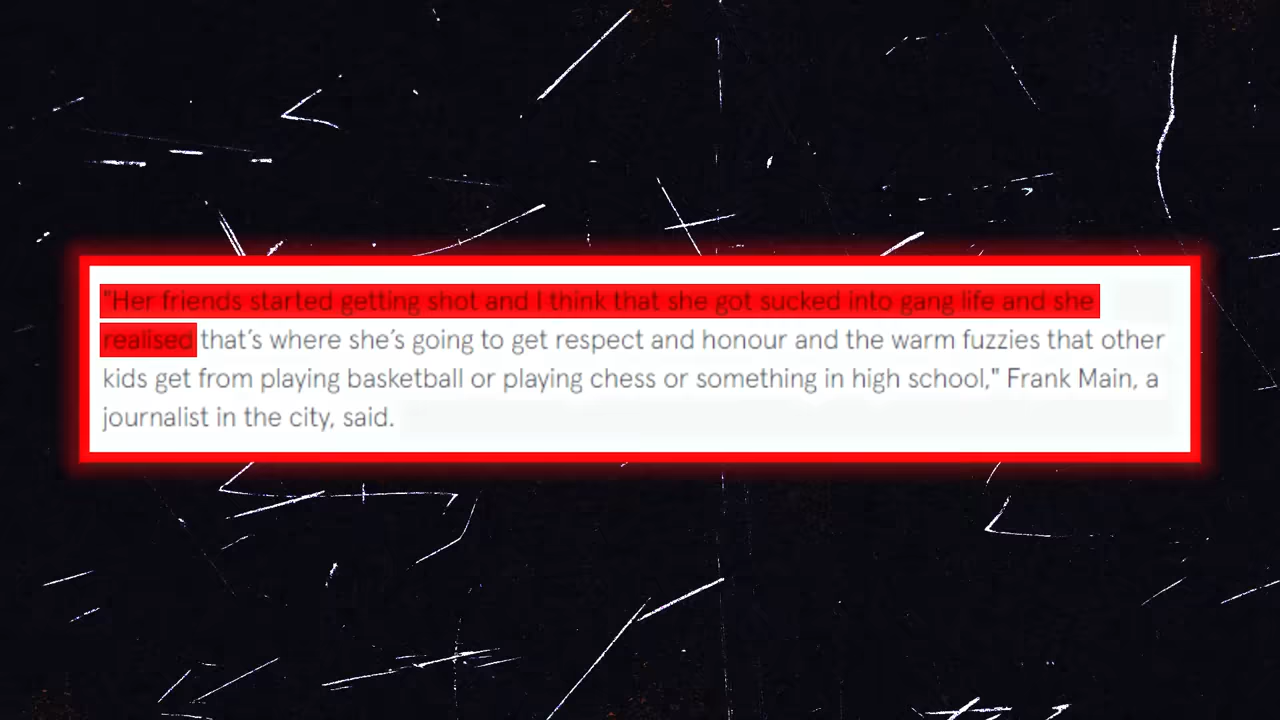 "Her friends started getting shot and I think that she got sucked into gang life and she
realised that’s where she’s going to get respect and honour and the warm fuzzies that other
kids get from playing basketball or playing chess or something in high school," Frank Main, a
journalist in the city, said.